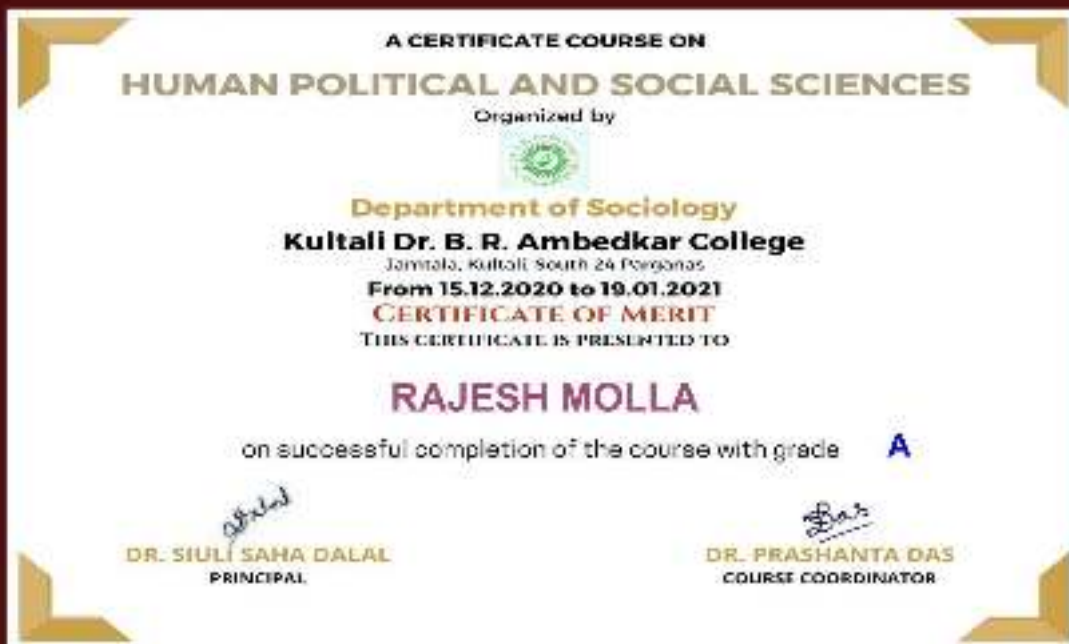 A CERTIFICATE COURSE ON
HUMAN POLITICAL AND SOCIAL SCIENCES
Organized by
Department of Sociology
Kultali Dr. B. R. Ambedkar College
Jamtala, Kultali, South 24 Parganas
From 15.12.2020 to 19.01.2021
CERTIFICATE OF MERIT
THIS CERTIFICATE IS PRESENTED TO
RAJESH MOLLA
on successful completion of the course with grade A
DR. SIULI SAHA DALAL
PRINCIPAL
Das
DR. PRASHANTA DAS
COURSE COORDINATOR